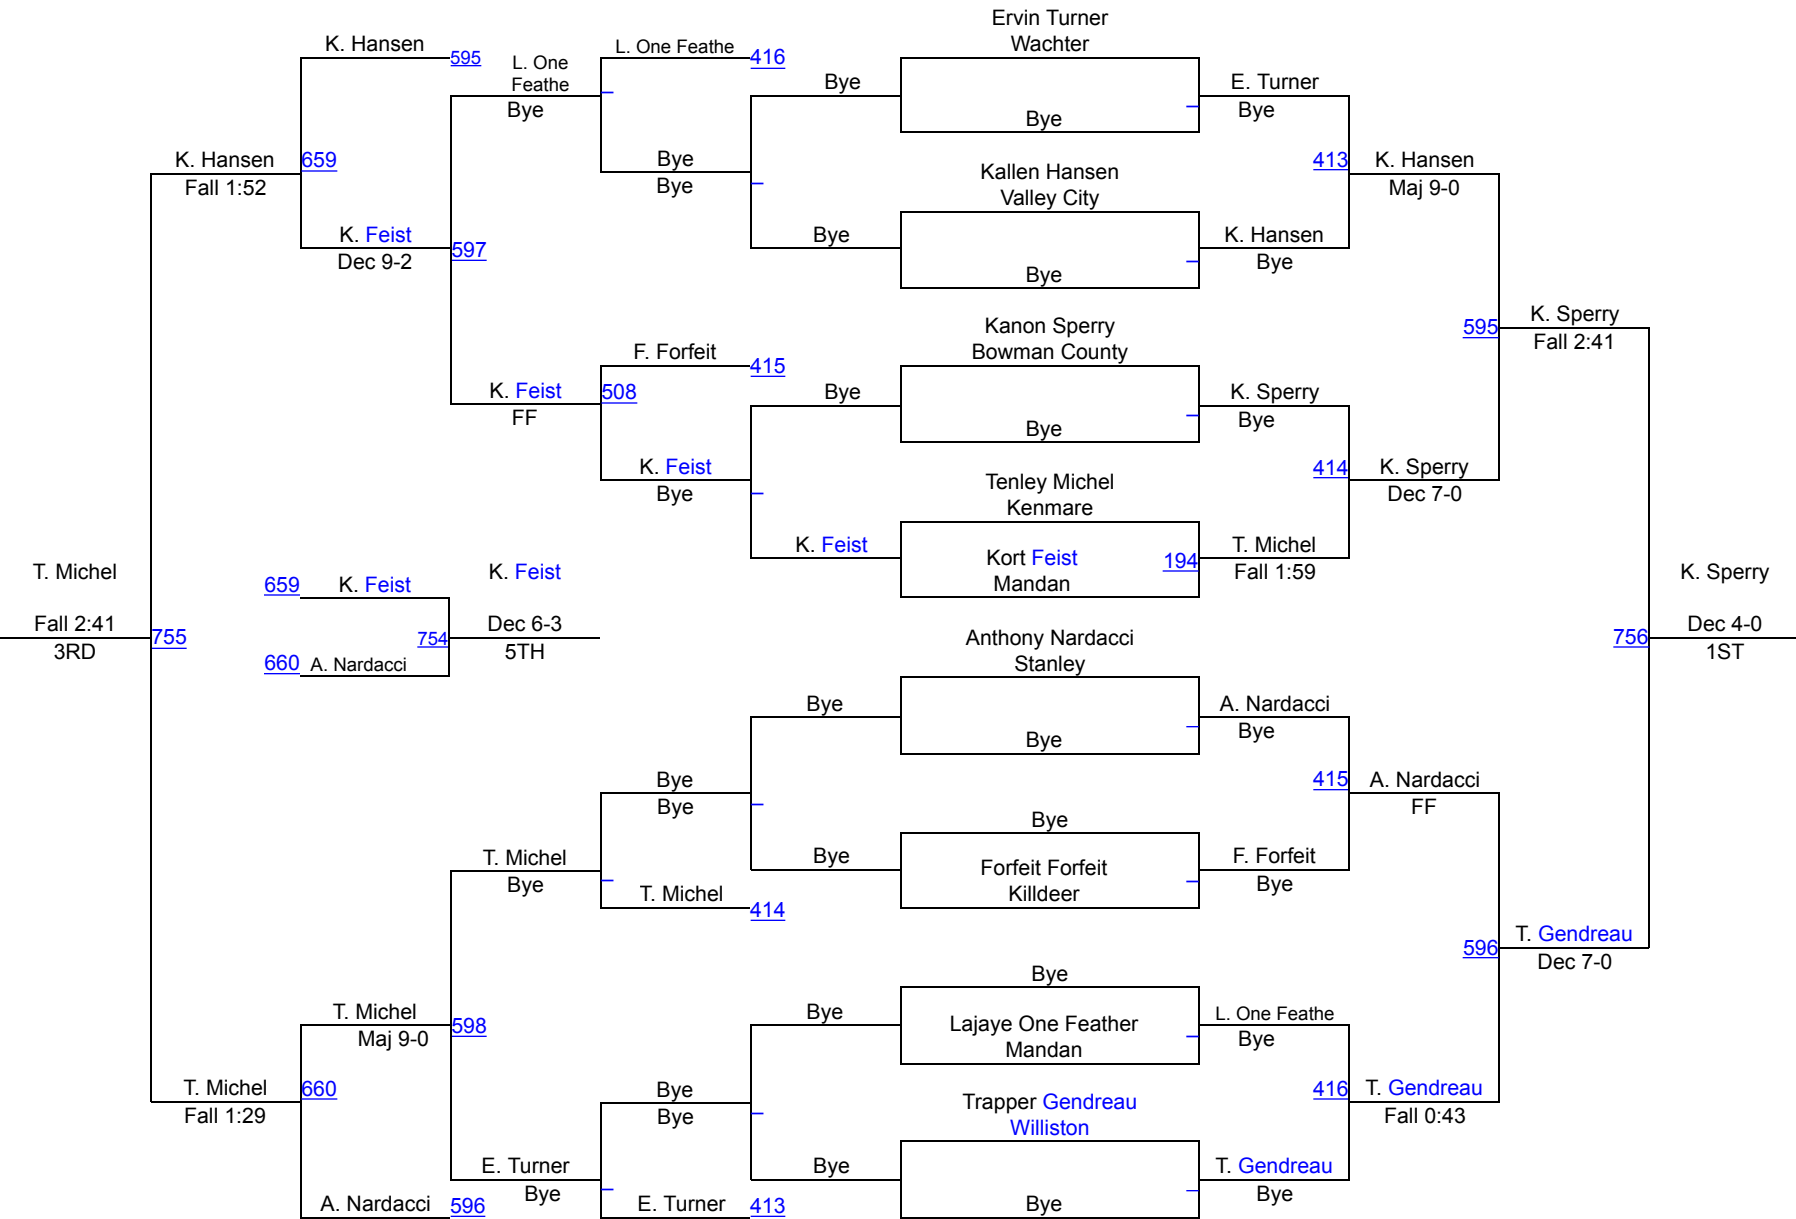 Ervin Turner
Wachter
K. Hansen
595
L. One
Feathe
Bye
L. One Feathe
416
Bye
Bye
E. Turner
Bye
K. Hansen
Fall 1:52
659
Bye
Bye
Kallen Hansen
Valley City
413
K. Hansen
Maj 9-0
K. Feist
Dec 9-2
597
Bye
Bye
K. Hansen
Bye
Kanon Sperry
Bowman County
595
K. Sperry
Fall 2:41
F. Forfeit
415
K. Feist
FF
508
Bye
Bye
K. Sperry
Bye
K. Feist
Bye
Tenley Michel
Kenmare
414
K. Sperry
Dec 7-0
K. Feist
Kort Feist
Mandan
194
T. Michel
Fall 1:59
T. Michel
Fall 2:41
3RD
755
659
K. Feist
660
A. Nardacci
754
K. Feist
Dec 6-3
5TH
756
K. Sperry
Dec 4-0
1ST
Anthony Nardacci
Stanley
Bye
Bye
A. Nardacci
Bye
Bye
Bye
415
A. Nardacci
FF
Bye
T. Michel
Bye
Bye
Forfeit Forfeit
Killdeer
F. Forfeit
Bye
T. Michel
414
596
T. Gendreau
Dec 7-0
Bye
T. Michel
Maj 9-0
598
Bye
Lajaye One Feather
Mandan
L. One Feathe
Bye
T. Michel
Fall 1:29
660
Bye
Bye
Trapper Gendreau
Williston
416
T. Gendreau
Fall 0:43
E. Turner
Bye
Bye
Bye
T. Gendreau
Bye
A. Nardacci
596
E. Turner
413